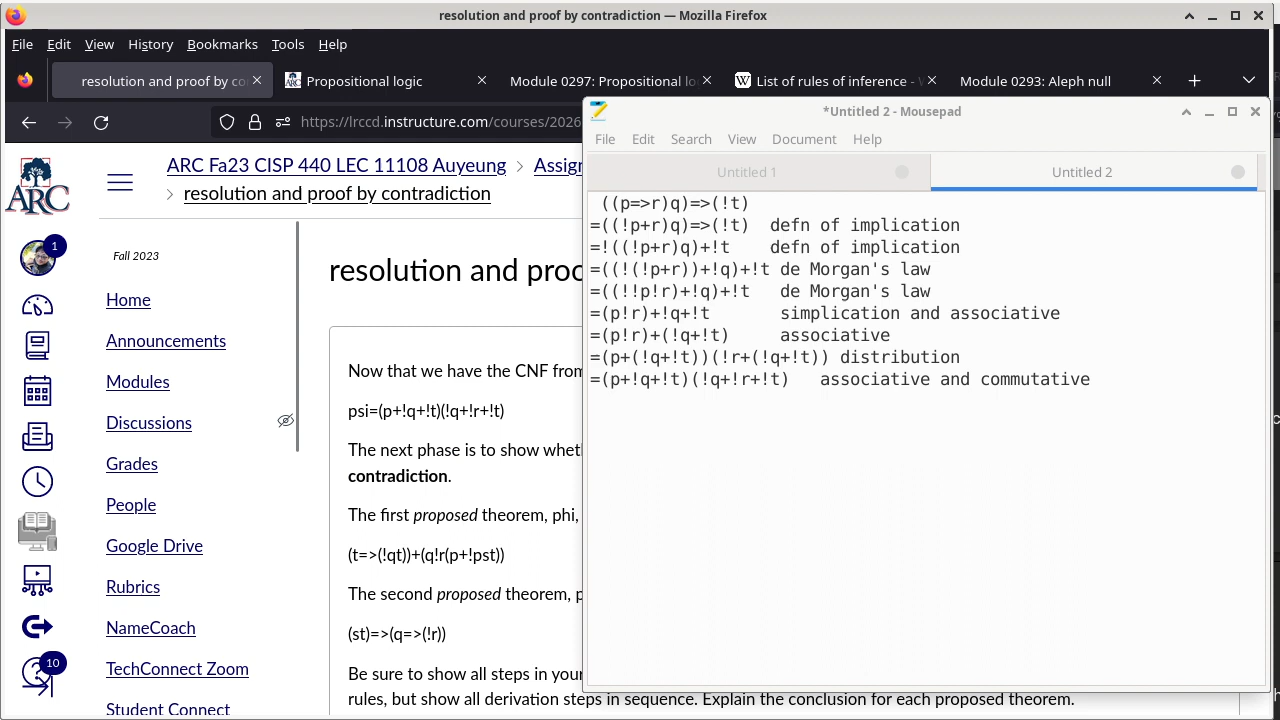 resolution and proof by contradiction — Mozilla Firefox
File Edit View History Bookmarks Tools Help
resolution and proof by co
ARC Propositional logic
Module 0297: Propositional lo
W List of rules of inference -
Module 0293: Aleph null
https://lrccd.instructure.com/courses/2026
*Untitled 2 - Mousepad
File Edit Search View Document Help
Untitled 1
Untitled 2
((p=>r)q)=>(!t)
=((!p+r)q)=>(!t) defn of implication
=!((!p+r)q)+!t defn of implication
=((!(!p+r))+!q)+!t de Morgan's law
=((!!p!r)+!q)+!t de Morgan's law
=(p!r)+!q+!t simplication and associative
=(p!r)+(!q+!t) associative
=(p+(!q+!t))(!r+(!q+!t)) distribution
=(p+!q+!t)(!q+!r+!t) associative and commutative
ARC
ARC Fa23 CISP 440 LEC 11108 Auyeung > Assig
> resolution and proof by contradiction
1
10
Fall 2023
Home
Announcements
Modules
Discussions
Grades
People
Google Drive
Rubrics
NameCoach
TechConnect Zoom
Student Connect
resolution and proo
Now that we have the CNF from
psi=(p+!q+!t)(!q+!r+!t)
The next phase is to show wheth
contradiction.
The first proposed theorem, phi,
(t=>(!qt))+(q!r(p+!pst))
The second proposed theorem, p
(st)=>(q=>(!r))
Be sure to show all steps in your
rules, but show all derivation steps in sequence. Explain the conclusion for each proposed theorem.